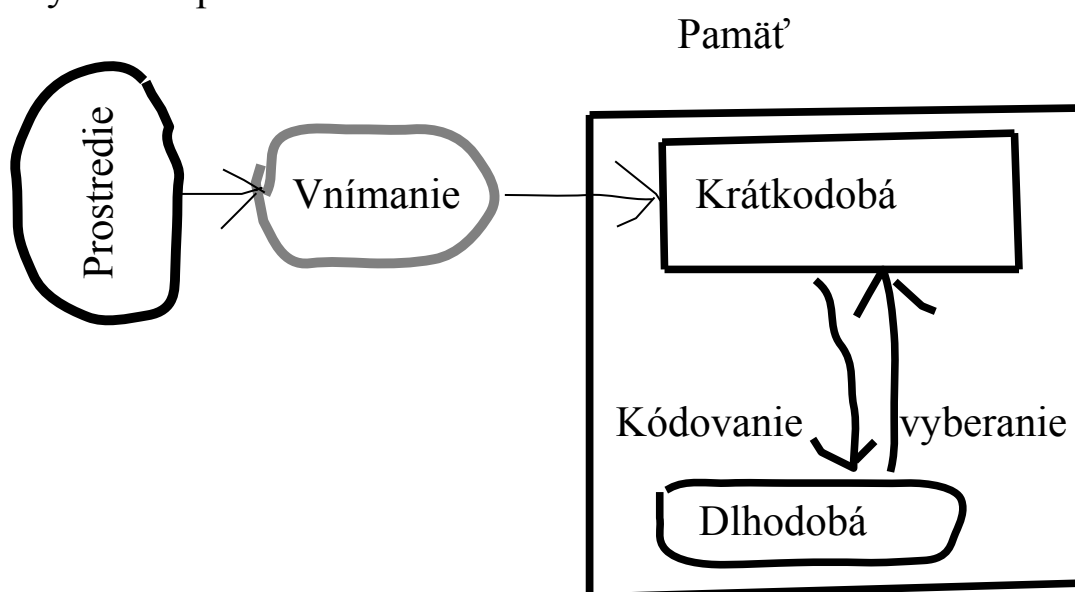 Pamäť
Prostredie
Vnímanie
Krátkodobá
Kódovanie
vyberanie
Dlhodobá